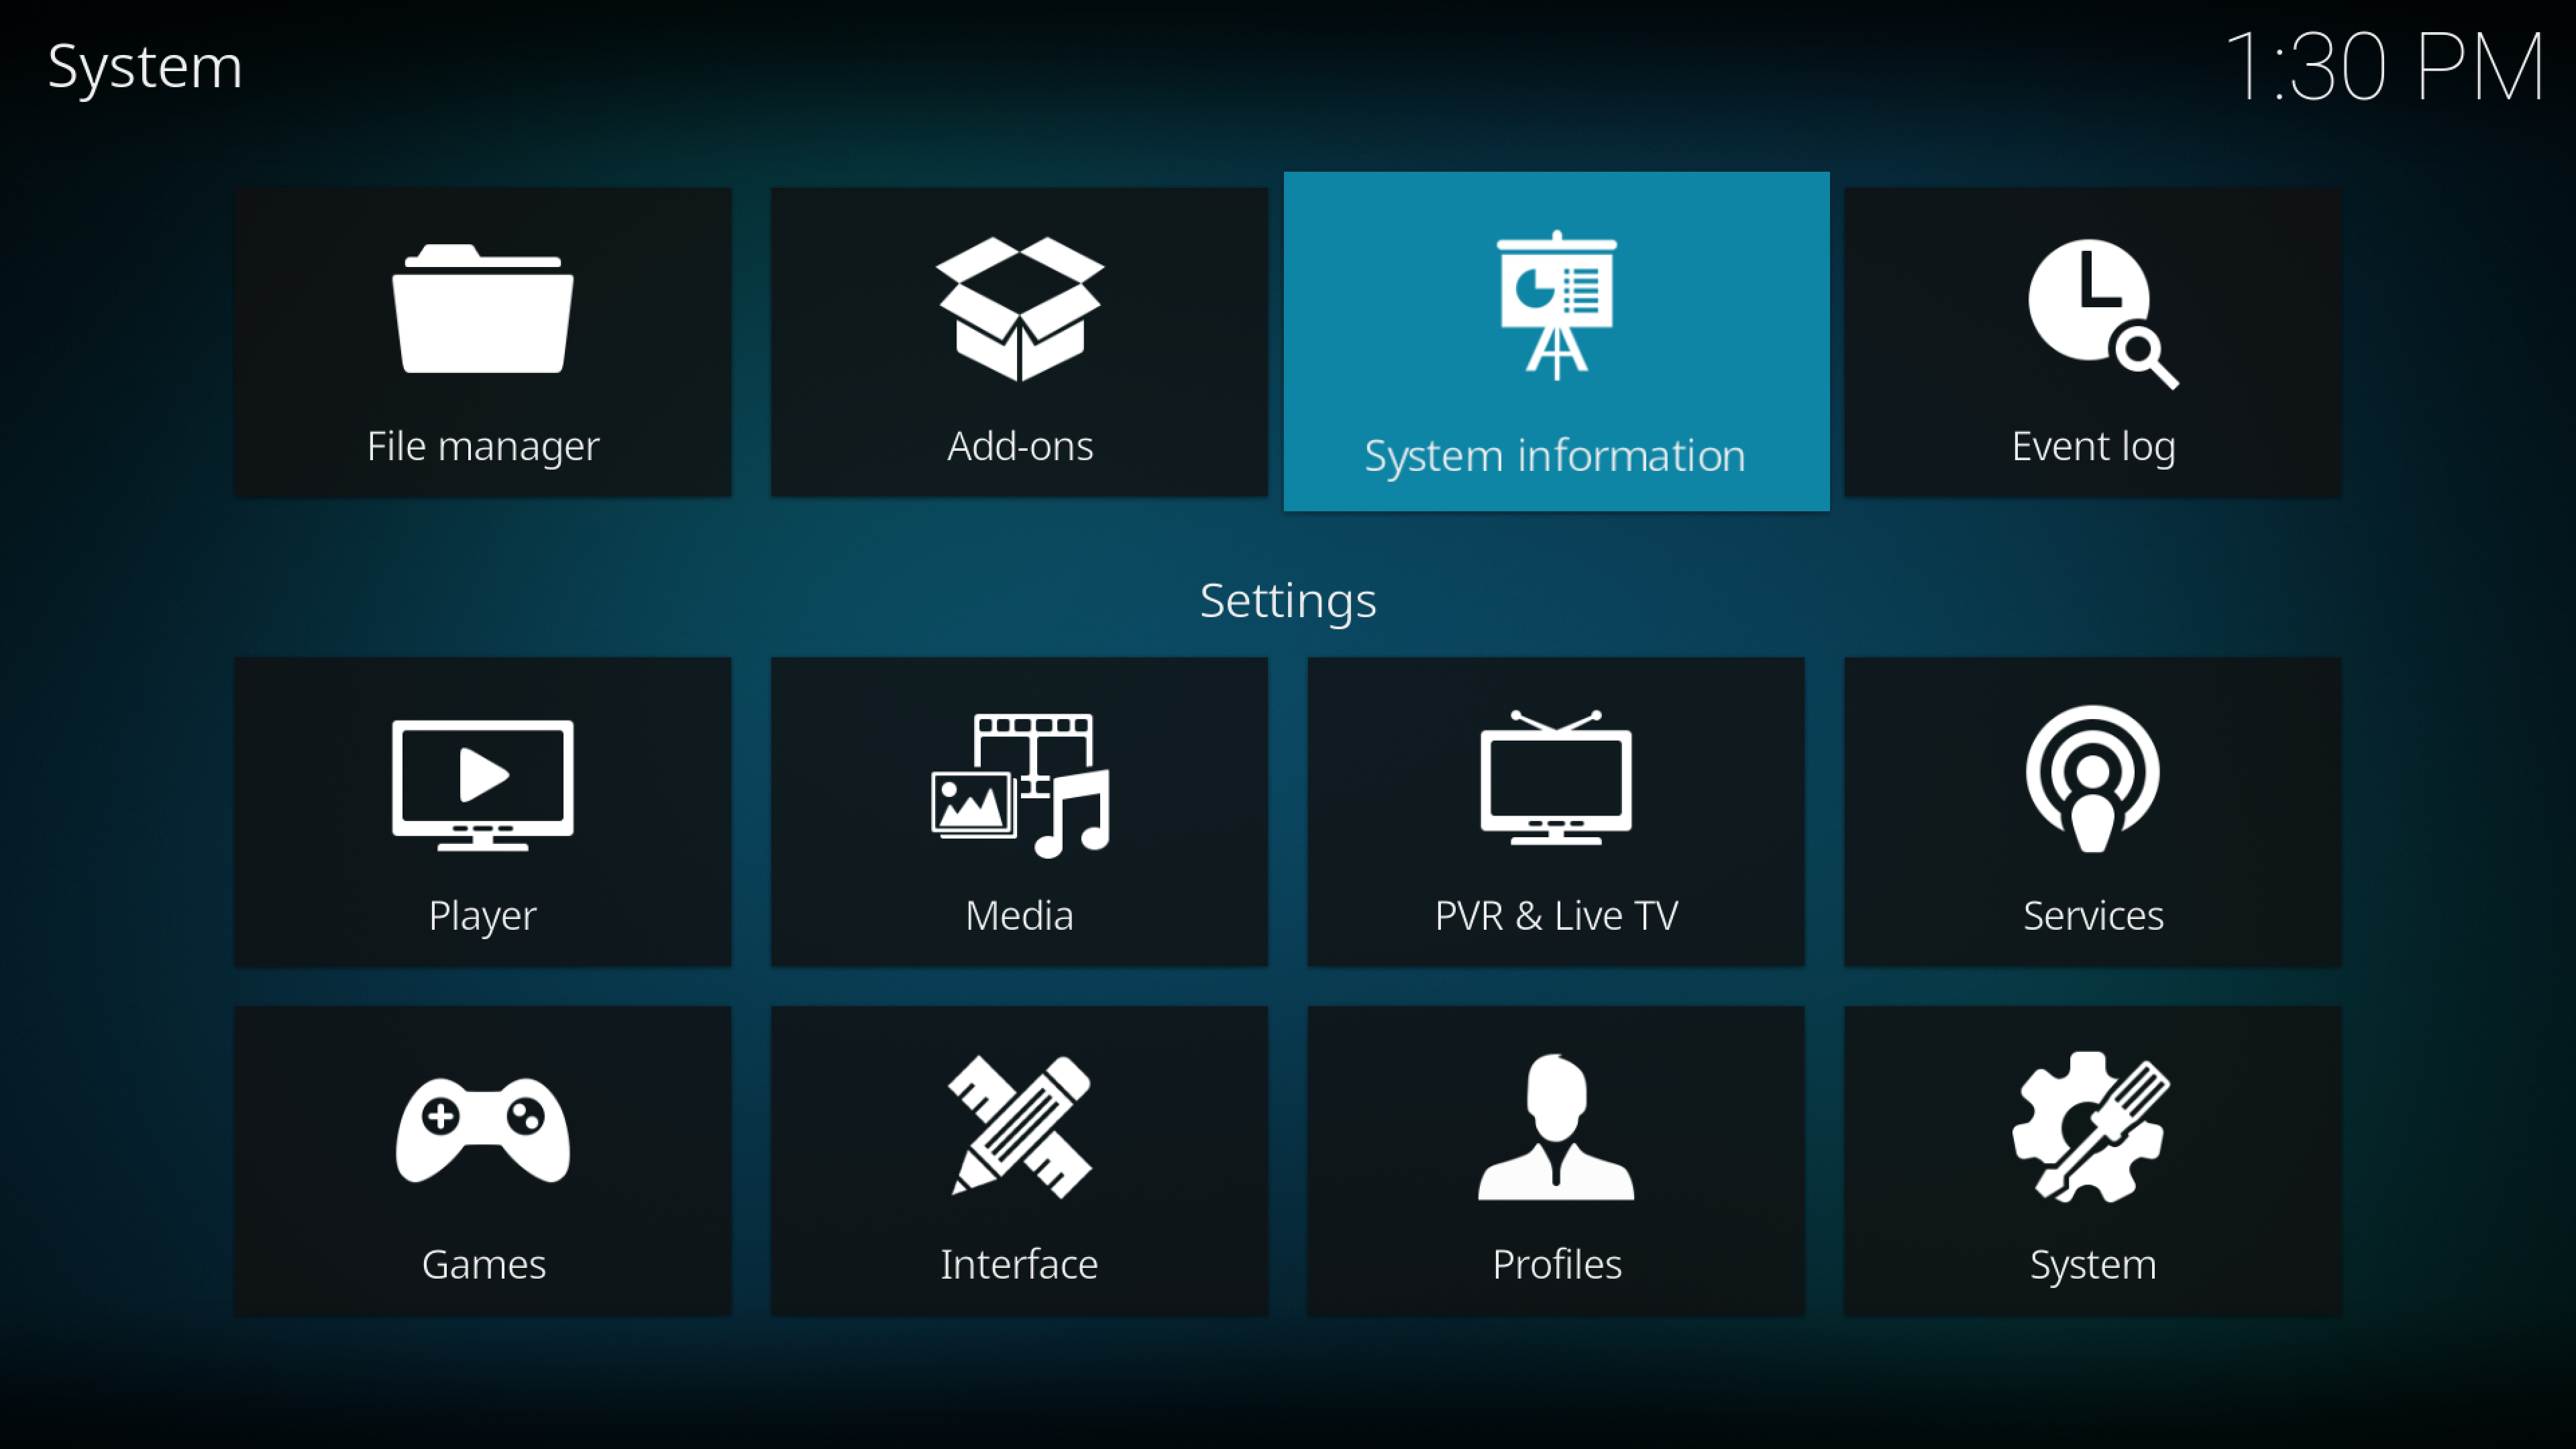 System
1:30 PM
File manager
Add-ons
System information
Event log
Settings
Player
Media
PVR & Live TV
Services
Games
Interface
Profiles
System